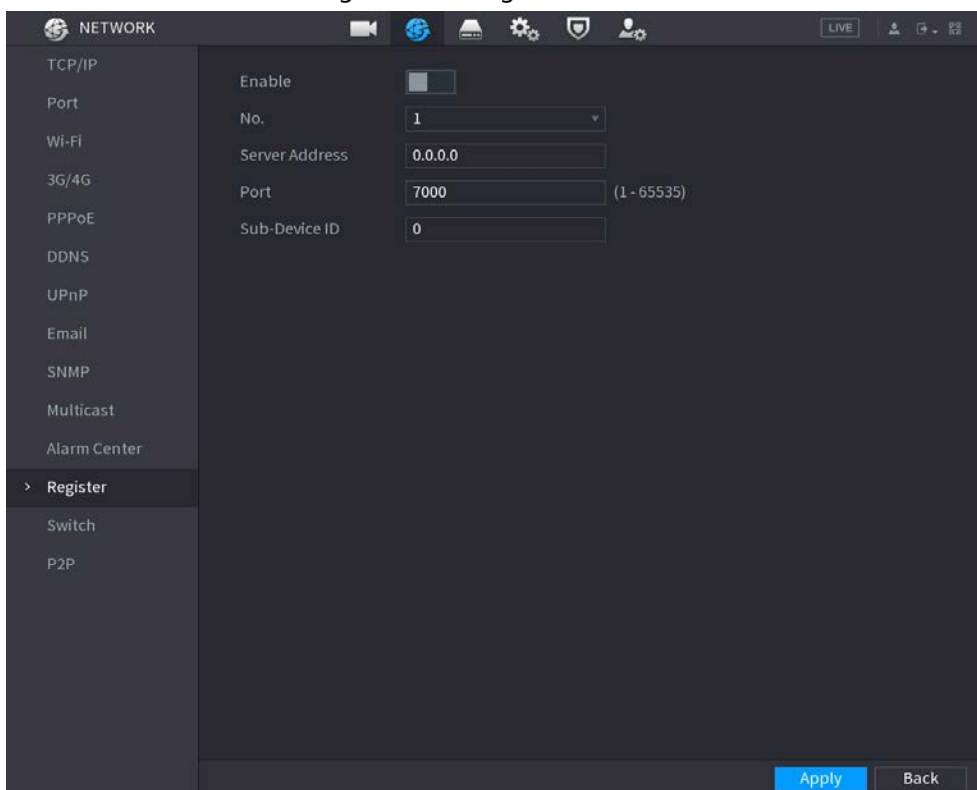 NETWORK
LIVE
TCP/IP
Port
Wi-Fi
3G/4G
PPPoE
DDNS
UPnP
Email
SNMP
Multicast
Alarm Center
> Register
Switch
P2P
Enable
No. 1
Server Address 0.0.0.0
Port 7000 (1 - 65535)
Sub-Device ID 0
Apply Back